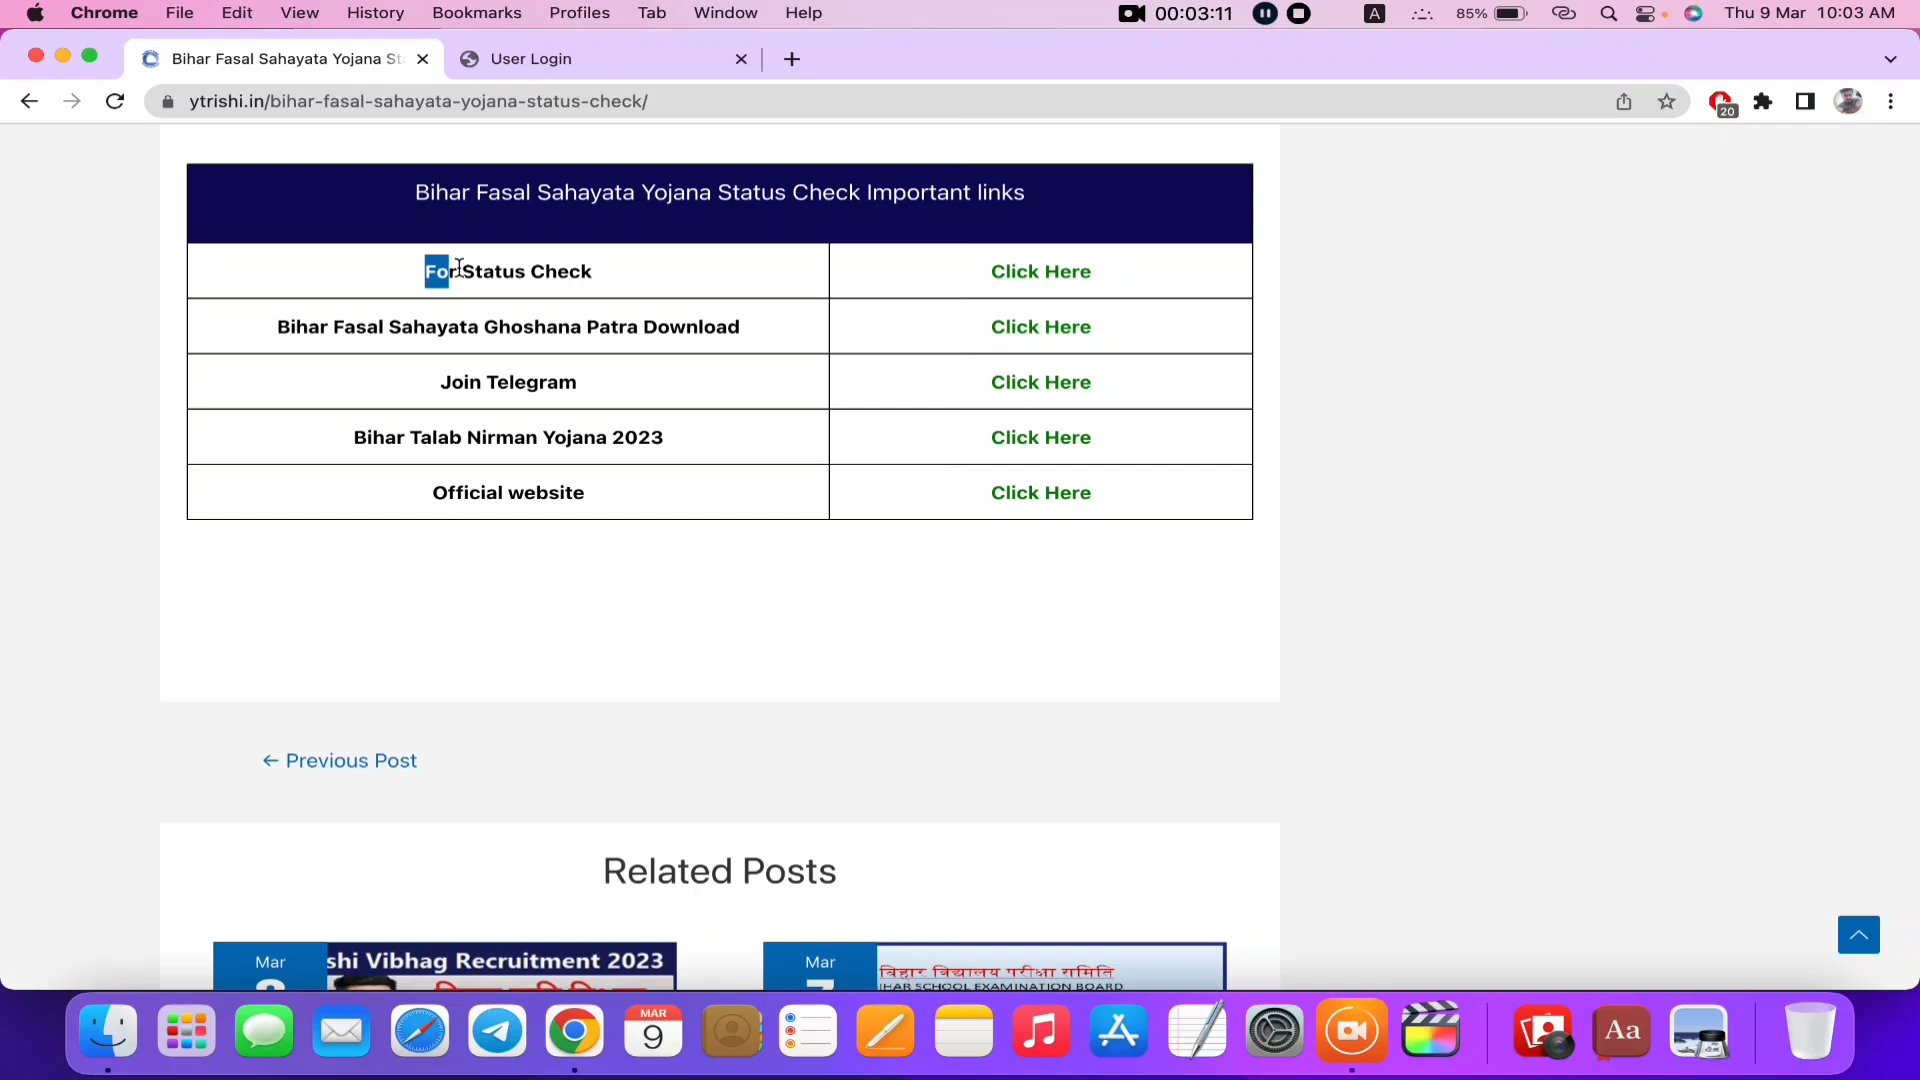 Chrome File Edit View History Bookmarks Profiles Tab Window Help 00:03:11 A 85% Thu 9 Mar 10:03 AM
Bihar Fasal Sahayata Yojana St User Login
ytrishi.in/bihar-fasal-sahayata-yojana-status-check/ 20
Bihar Fasal Sahayata Yojana Status Check Important links
For Status Check Click Here
Bihar Fasal Sahayata Ghoshana Patra Download Click Here
Join Telegram Click Here
Bihar Talab Nirman Yojana 2023 Click Here
Official website Click Here
← Previous Post
Related Posts
Mar shi Vibhag Recruitment 2023 Mar बिहार विद्यालय परीक्षा समिति
IHAR SCHOOL EXAMINATION BOARD
MAR
9 Aa